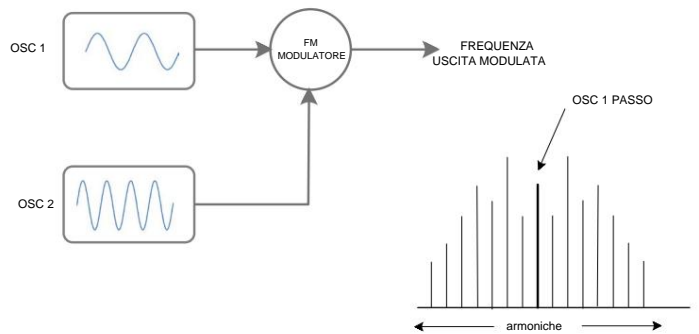 OSC 1
FM
MODULATORE
FREQUENZA
USCITA MODULATA
OSC 1 PASSO
OSC 2
armoniche